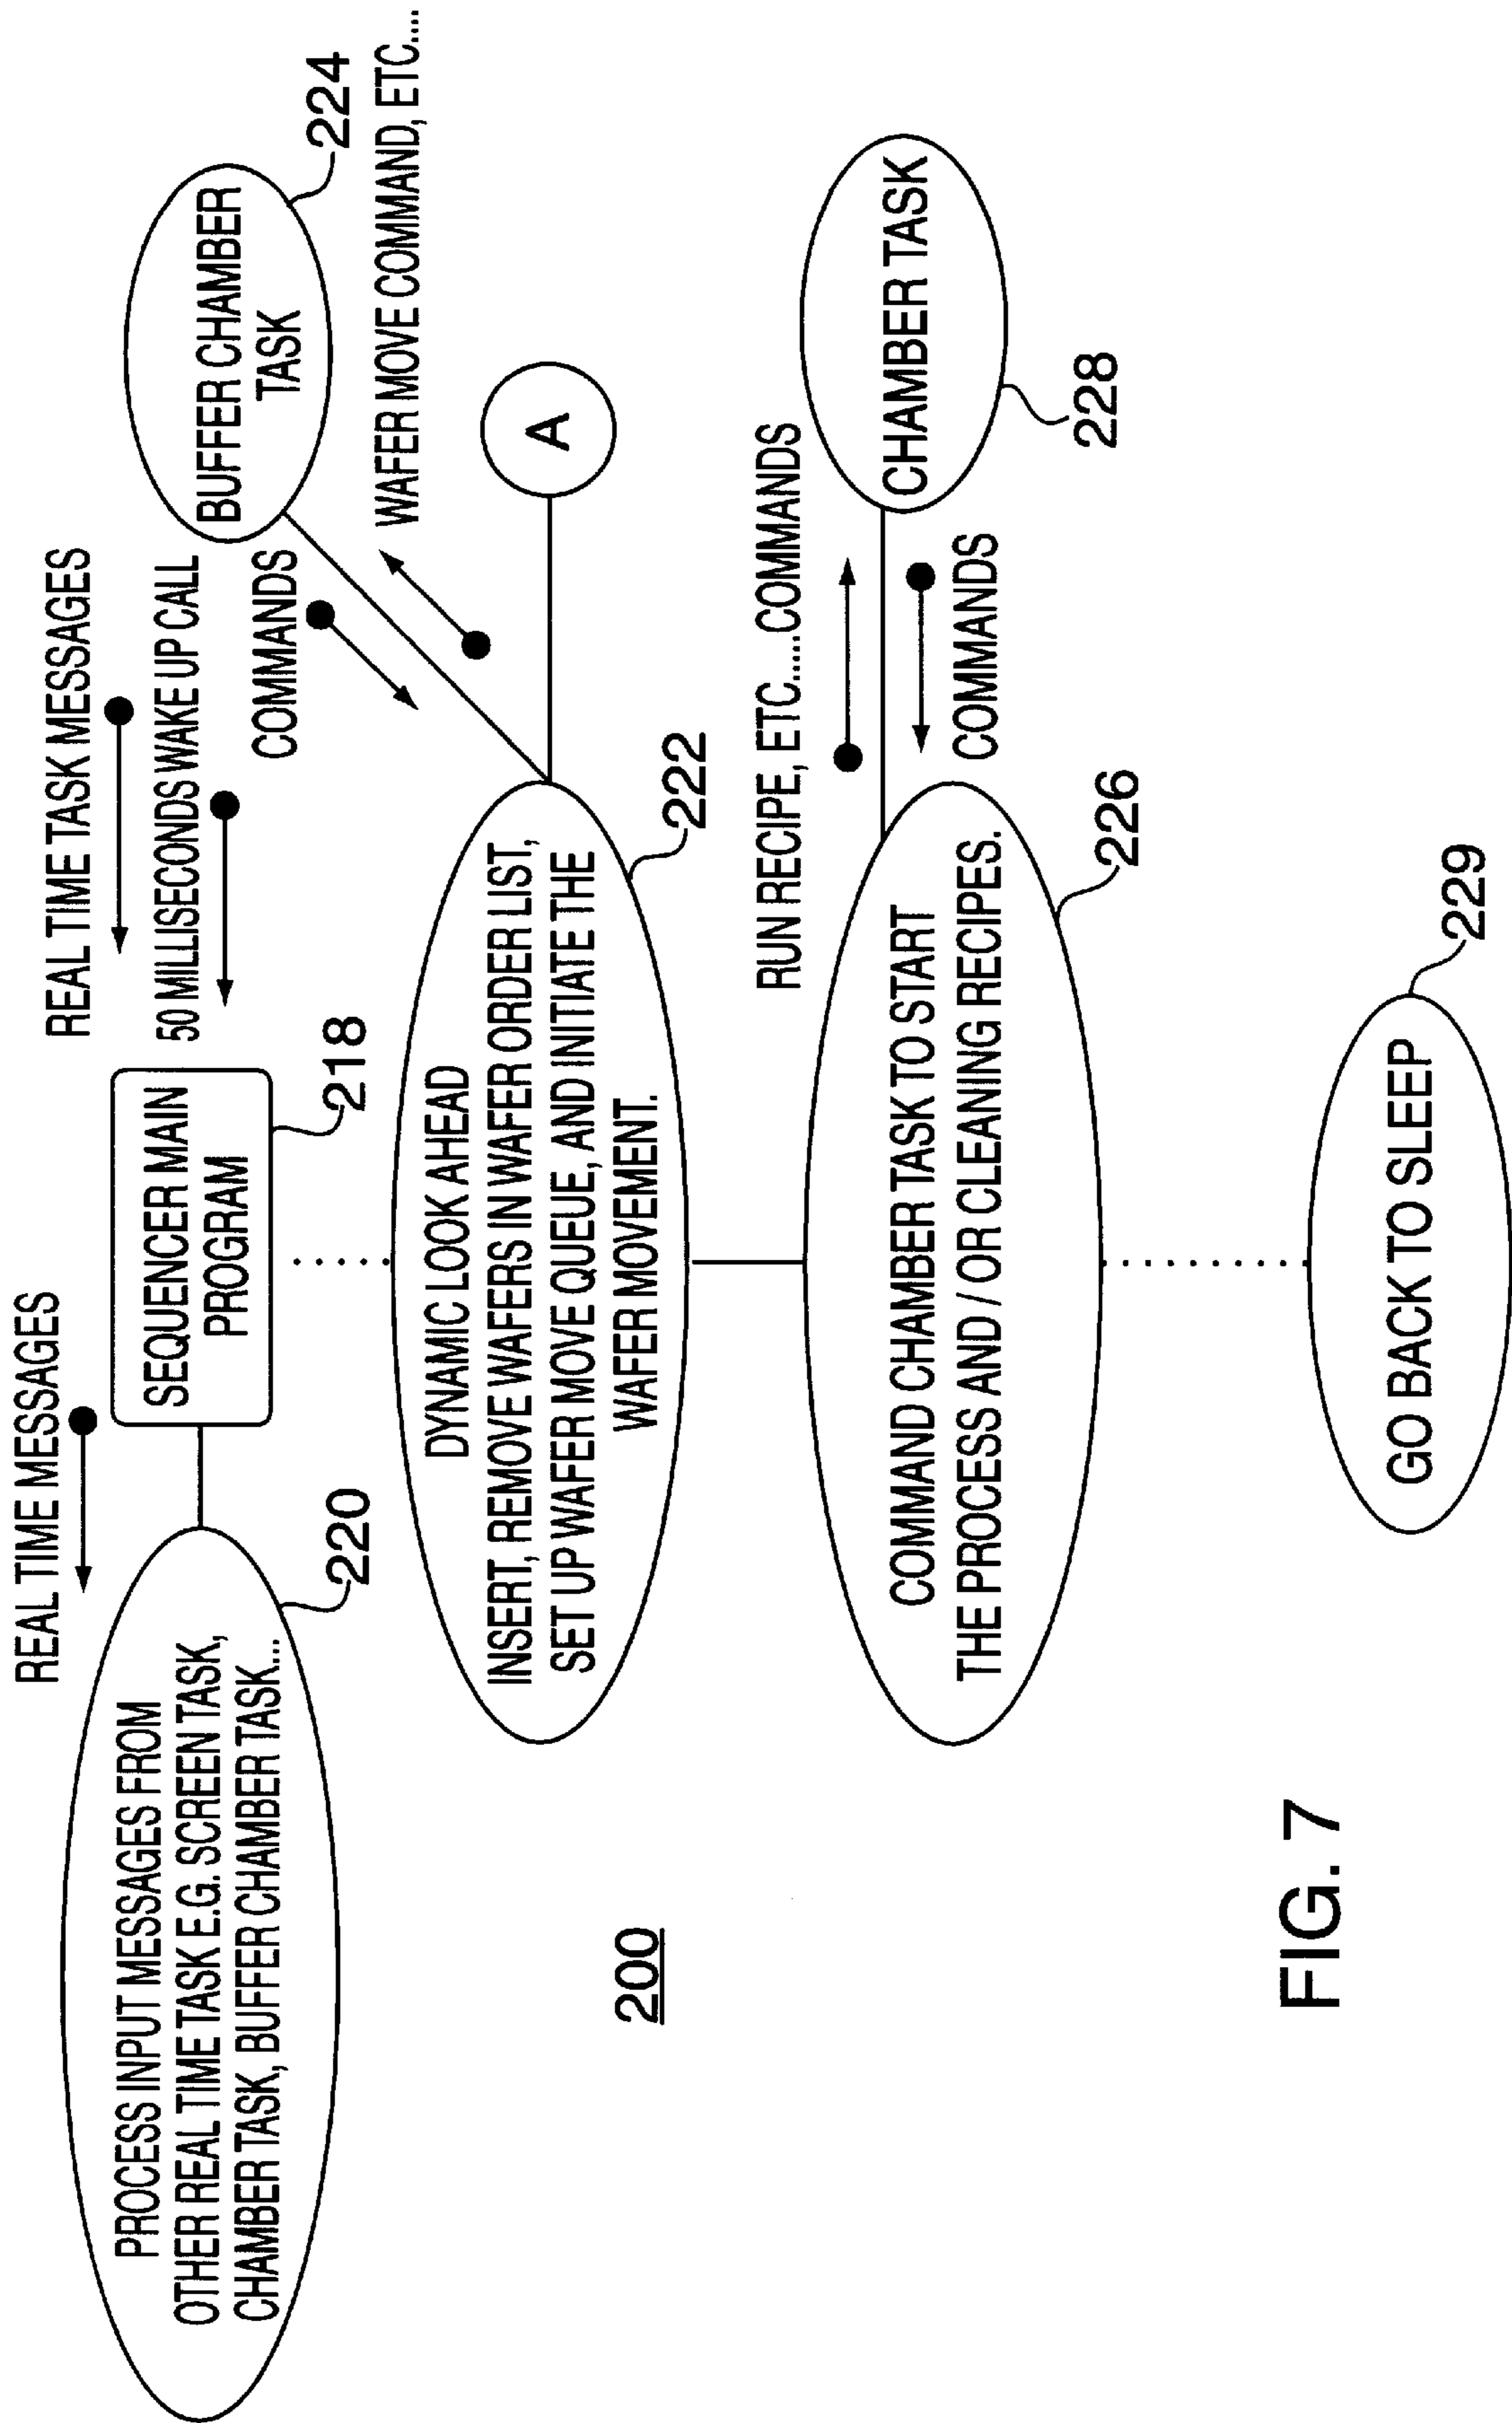 REAL TIME MESSAGES
REAL TIME TASK MESSAGES
50 MILLISECONDS WAKE UP CALL
PROCESS INPUT MESSAGES FROM
OTHER REAL TIME TASK E.G. SCREEN TASK,
CHAMBER TASK, BUFFER CHAMBER TASK...
220
SEQUENCER MAIN
PROGRAM
218
COMMANDS
BUFFER CHAMBER
TASK
224
WAFER MOVE COMMAND, ETC....
DYNAMIC LOOK AHEAD
INSERT, REMOVE WAFERS IN WAFER ORDER LIST,
SET UP WAFER MOVE QUEUE, AND INITIATE THE
WAFER MOVEMENT.
222
A
200
RUN RECIPE, ETC.....COMMANDS
COMMAND CHAMBER TASK TO START
THE PROCESS AND / OR CLEANING RECIPES.
226
COMMANDS
CHAMBER TASK
228
GO BACK TO SLEEP
229
FIG. 7